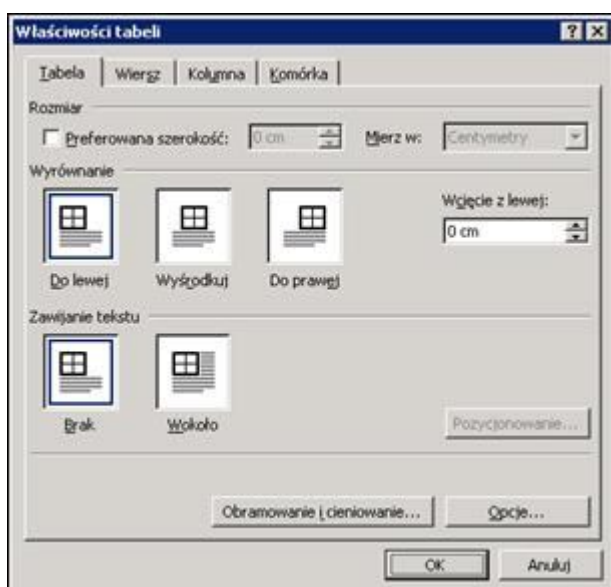 Właściwości tabeli
Tabela Wiersz Kolumna Komórka
Rozmiar
Preferowana szerokość: 0 cm Mierz w: Centymetry
Wyrównanie
Wcięcie z lewej:
0 cm
Do lewej Wyśrodkuj Do prawej
Zawijanie tekstu
Brak Wokoło
Pozycjonowanie...
Obramowanie i cieniowanie... Opcje...
OK Anuluj